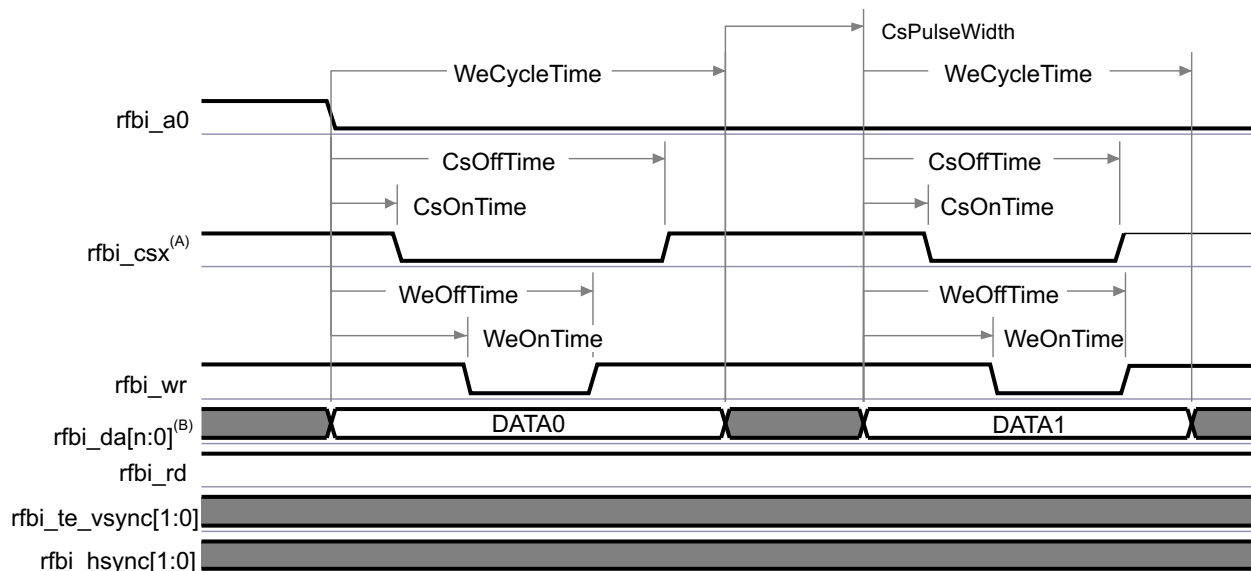 CsPulseWidth
WeCycleTime WeCycleTime
rfbi_a0
CsOffTime CsOffTime
CsOnTime CsOnTime
rfbi_csx(A)
WeOffTime WeOffTime
WeOnTime WeOnTime
rfbi_wr
rfbi_da[n:0](B) DATA0 DATA1
rfbi_rd
rfbi_te_vsync[1:0]
rfbi_hsync[1:0]